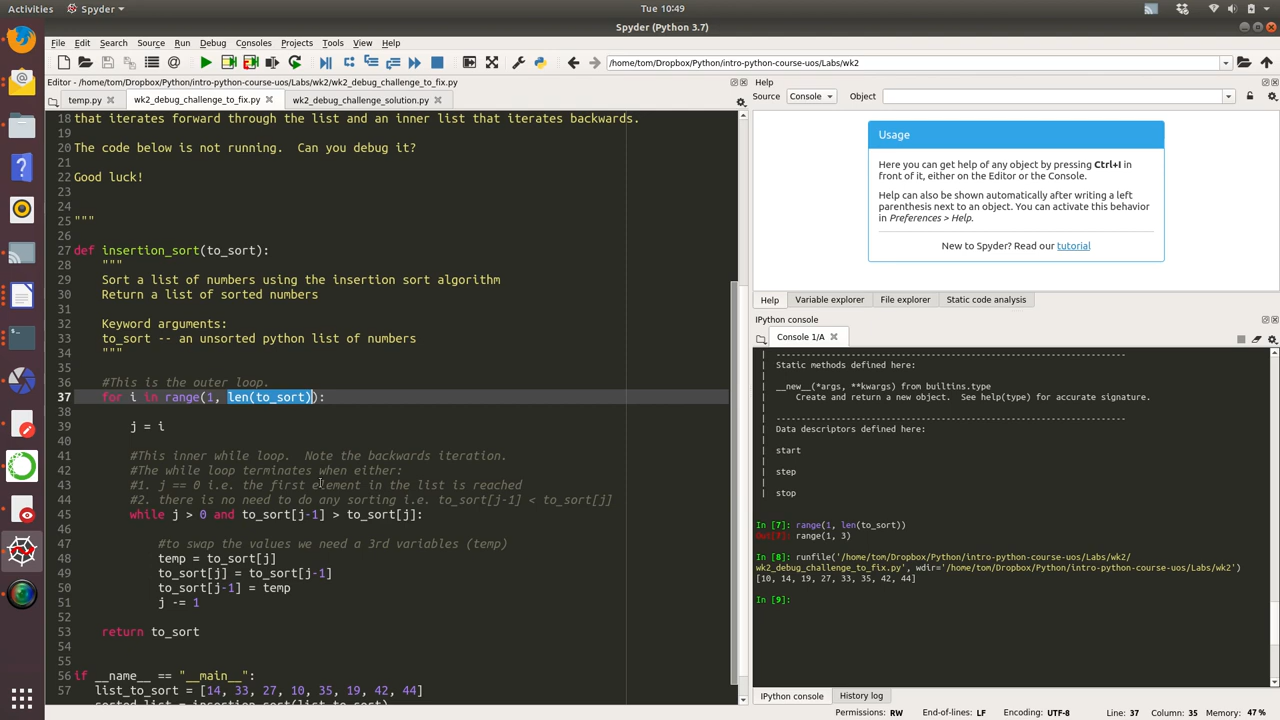 Spyder
Tue 10:49
Spyder (Python 3.7)
File Edit Search Source Run Debug Consoles Projects Tools View Help
/home/tom/Dropbox/Python/intro-python-course-uos/Labs/wk2
Editor - /home/tom/Dropbox/Python/intro-python-course-uos/Labs/wk2/wk2_debug_challenge_to_fix.py
temp.py wk2_debug_challenge_to_fix.py wk2_debug_challenge_solution.py
18 that iterates forward through the list and an inner list that iterates backwards.
19
20 The code below is not running.  Can you debug it?
21
22 Good luck!
23
24
25 """
26
27 def insertion_sort(to_sort):
28 """
29 Sort a list of numbers using the insertion sort algorithm
30 Return a list of sorted numbers
31
32 Keyword arguments:
33 to_sort -- an unsorted python list of numbers
34 """
35
36 #This is the outer loop.
37 for i in range(1, len(to_sort)):
38
39 j = i
40
41 #This inner while loop.  Note the backwards iteration.
42 #The while loop terminates when either:
43 #1. j == 0 i.e. the first element in the list is reached
44 #2. there is no need to do any sorting i.e. to_sort[j-1] < to_sort[j]
45 while j > 0 and to_sort[j-1] > to_sort[j]:
46
47 #to swap the values we need a 3rd variables (temp)
48 temp = to_sort[j]
49 to_sort[j] = to_sort[j-1]
50 to_sort[j-1] = temp
51 j -= 1
52
53 return to_sort
54
55
56 if __name__ == "__main__":
57 list_to_sort = [14, 33, 27, 10, 35, 19, 42, 44]
sorted_list = insertion_sort(list_to_sort)
Help
Source Console Object
Usage
Here you can get help of any object by pressing Ctrl+I in
front of it, either on the Editor or the Console.
Help can also be shown automatically after writing a left
parenthesis next to an object. You can activate this behavior
in Preferences > Help.
New to Spyder? Read our tutorial
Help Variable explorer File explorer Static code analysis
IPython console
Console 1/A
| ----------------------------------------------------------------------
| Static methods defined here:
|
| __new__(*args, **kwargs) from builtins.type
| Create and return a new object.  See help(type) for accurate signature.
|
| ----------------------------------------------------------------------
| Data descriptors defined here:
|
| start
|
| step
|
| stop
In [7]: range(1, len(to_sort))
Out[7]: range(1, 3)
In [8]: runfile('/home/tom/Dropbox/Python/intro-python-course-uos/Labs/wk2/
wk2_debug_challenge_to_fix.py', wdir='/home/tom/Dropbox/Python/intro-python-course-uos/Labs/wk2')
[10, 14, 19, 27, 33, 35, 42, 44]
In [9]:
IPython console History log
Permissions: RW End-of-lines: LF Encoding: UTF-8 Line: 37 Column: 35 Memory: 47 %